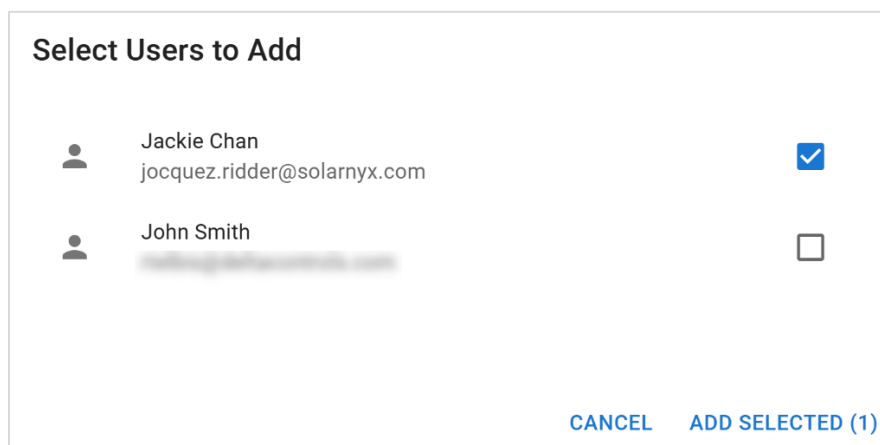 Select Users to Add
Jackie Chan
jocquez.ridder@solarnyx.com
John Smith
CANCEL ADD SELECTED (1)